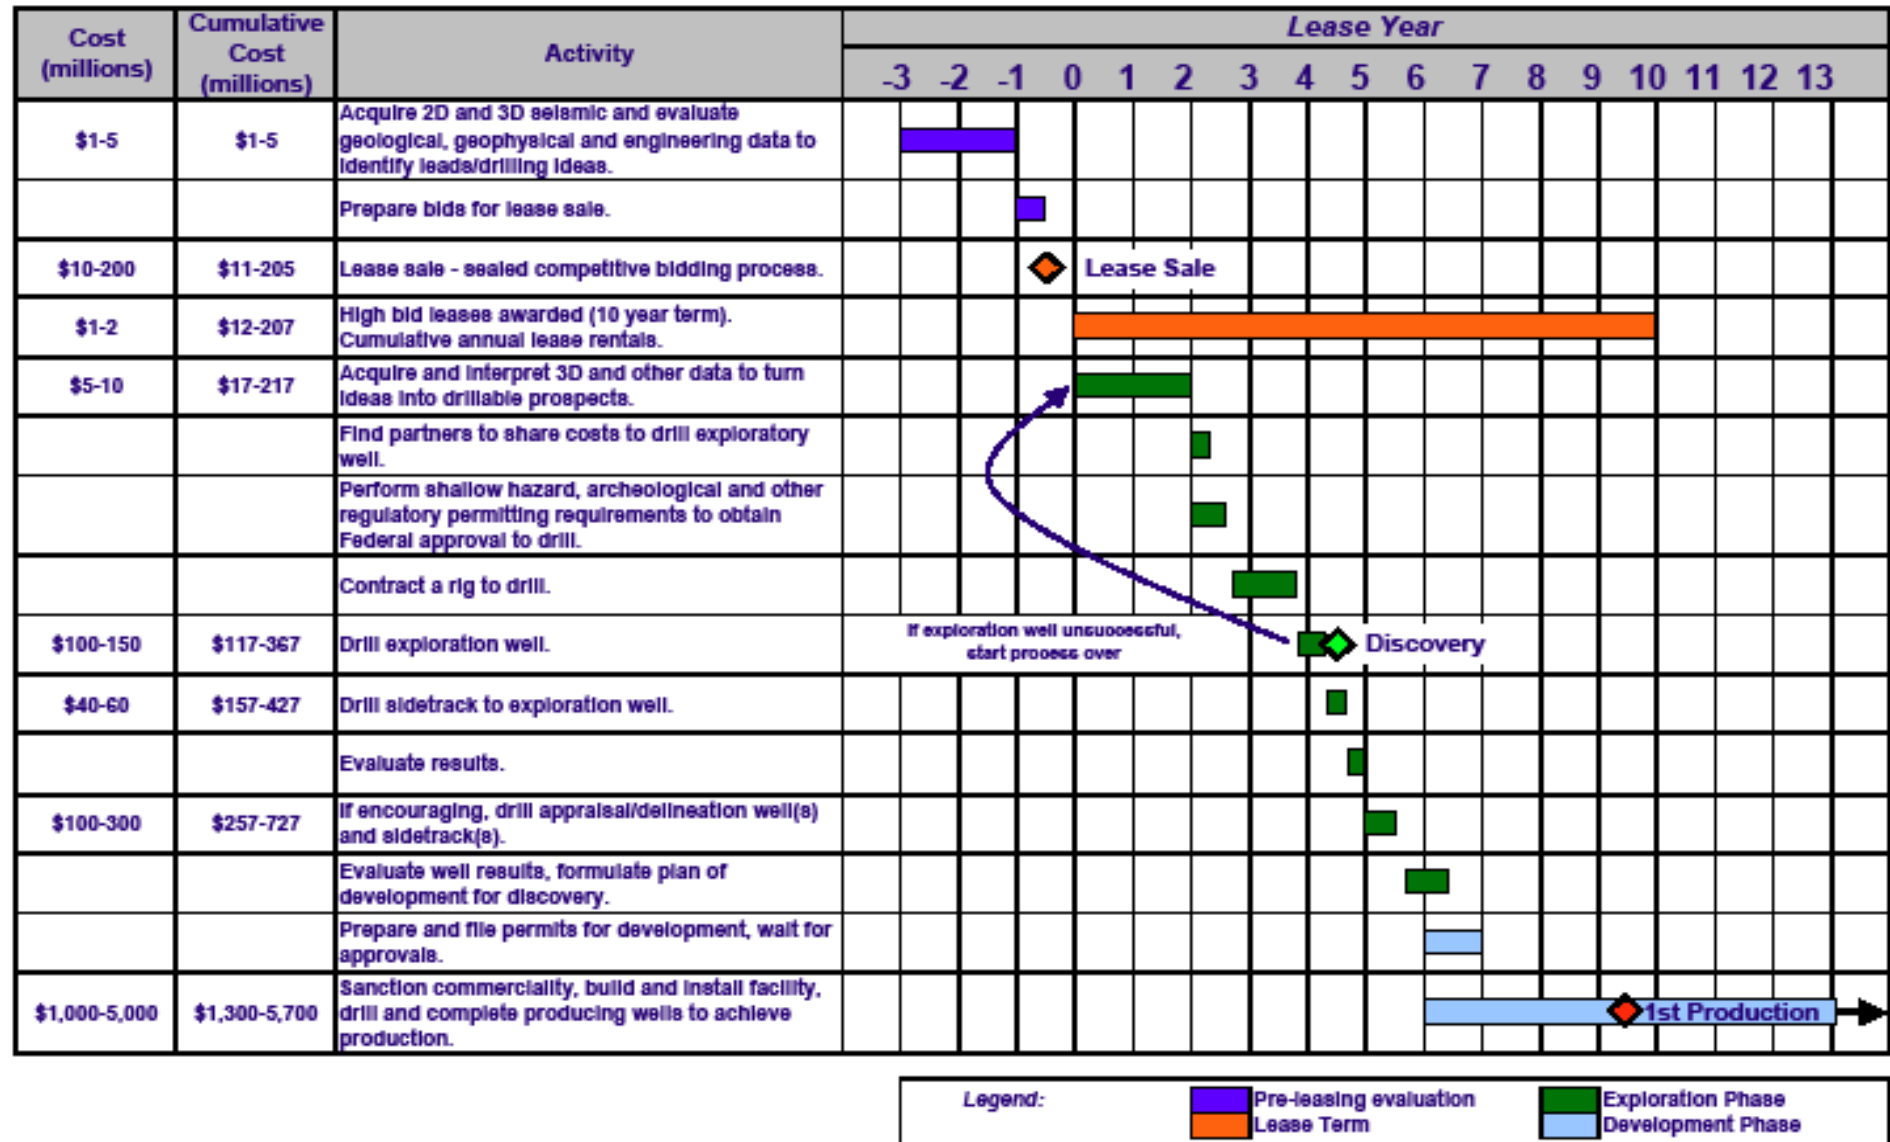 Cost
(millions)
Cumulative
Cost
(millions)
Activity
Lease Year
-3 -2 -1 0 1 2 3 4 5 6 7 8 9 10 11 12 13
$1-5
$1-5
Acquire 2D and 3D seismic and evaluate
geological, geophysical and engineering data to
identify leads/drilling ideas.
Prepare bids for lease sale.
$10-200
$11-205
Lease sale - sealed competitive bidding process.
Lease Sale
$1-2
$12-207
High bid leases awarded (10 year term).
Cumulative annual lease rentals.
$5-10
$17-217
Acquire and interpret 3D and other data to turn
ideas into drillable prospects.
Find partners to share costs to drill exploratory
well.
Perform shallow hazard, archeological and other
regulatory permitting requirements to obtain
Federal approval to drill.
Contract a rig to drill.
$100-150
$117-367
Drill exploration well.
If exploration well unsuccessful,
start process over
Discovery
$40-60
$157-427
Drill sidetrack to exploration well.
Evaluate results.
$100-300
$257-727
If encouraging, drill appraisal/delineation well(s)
and sidetrack(s).
Evaluate well results, formulate plan of
development for discovery.
Prepare and file permits for development, wait for
approvals.
$1,000-5,000
$1,300-5,700
Sanction commerciality, build and install facility,
drill and complete producing wells to achieve
production.
1st Production
Legend:
Pre-leasing evaluation
Exploration Phase
Lease Term
Development Phase